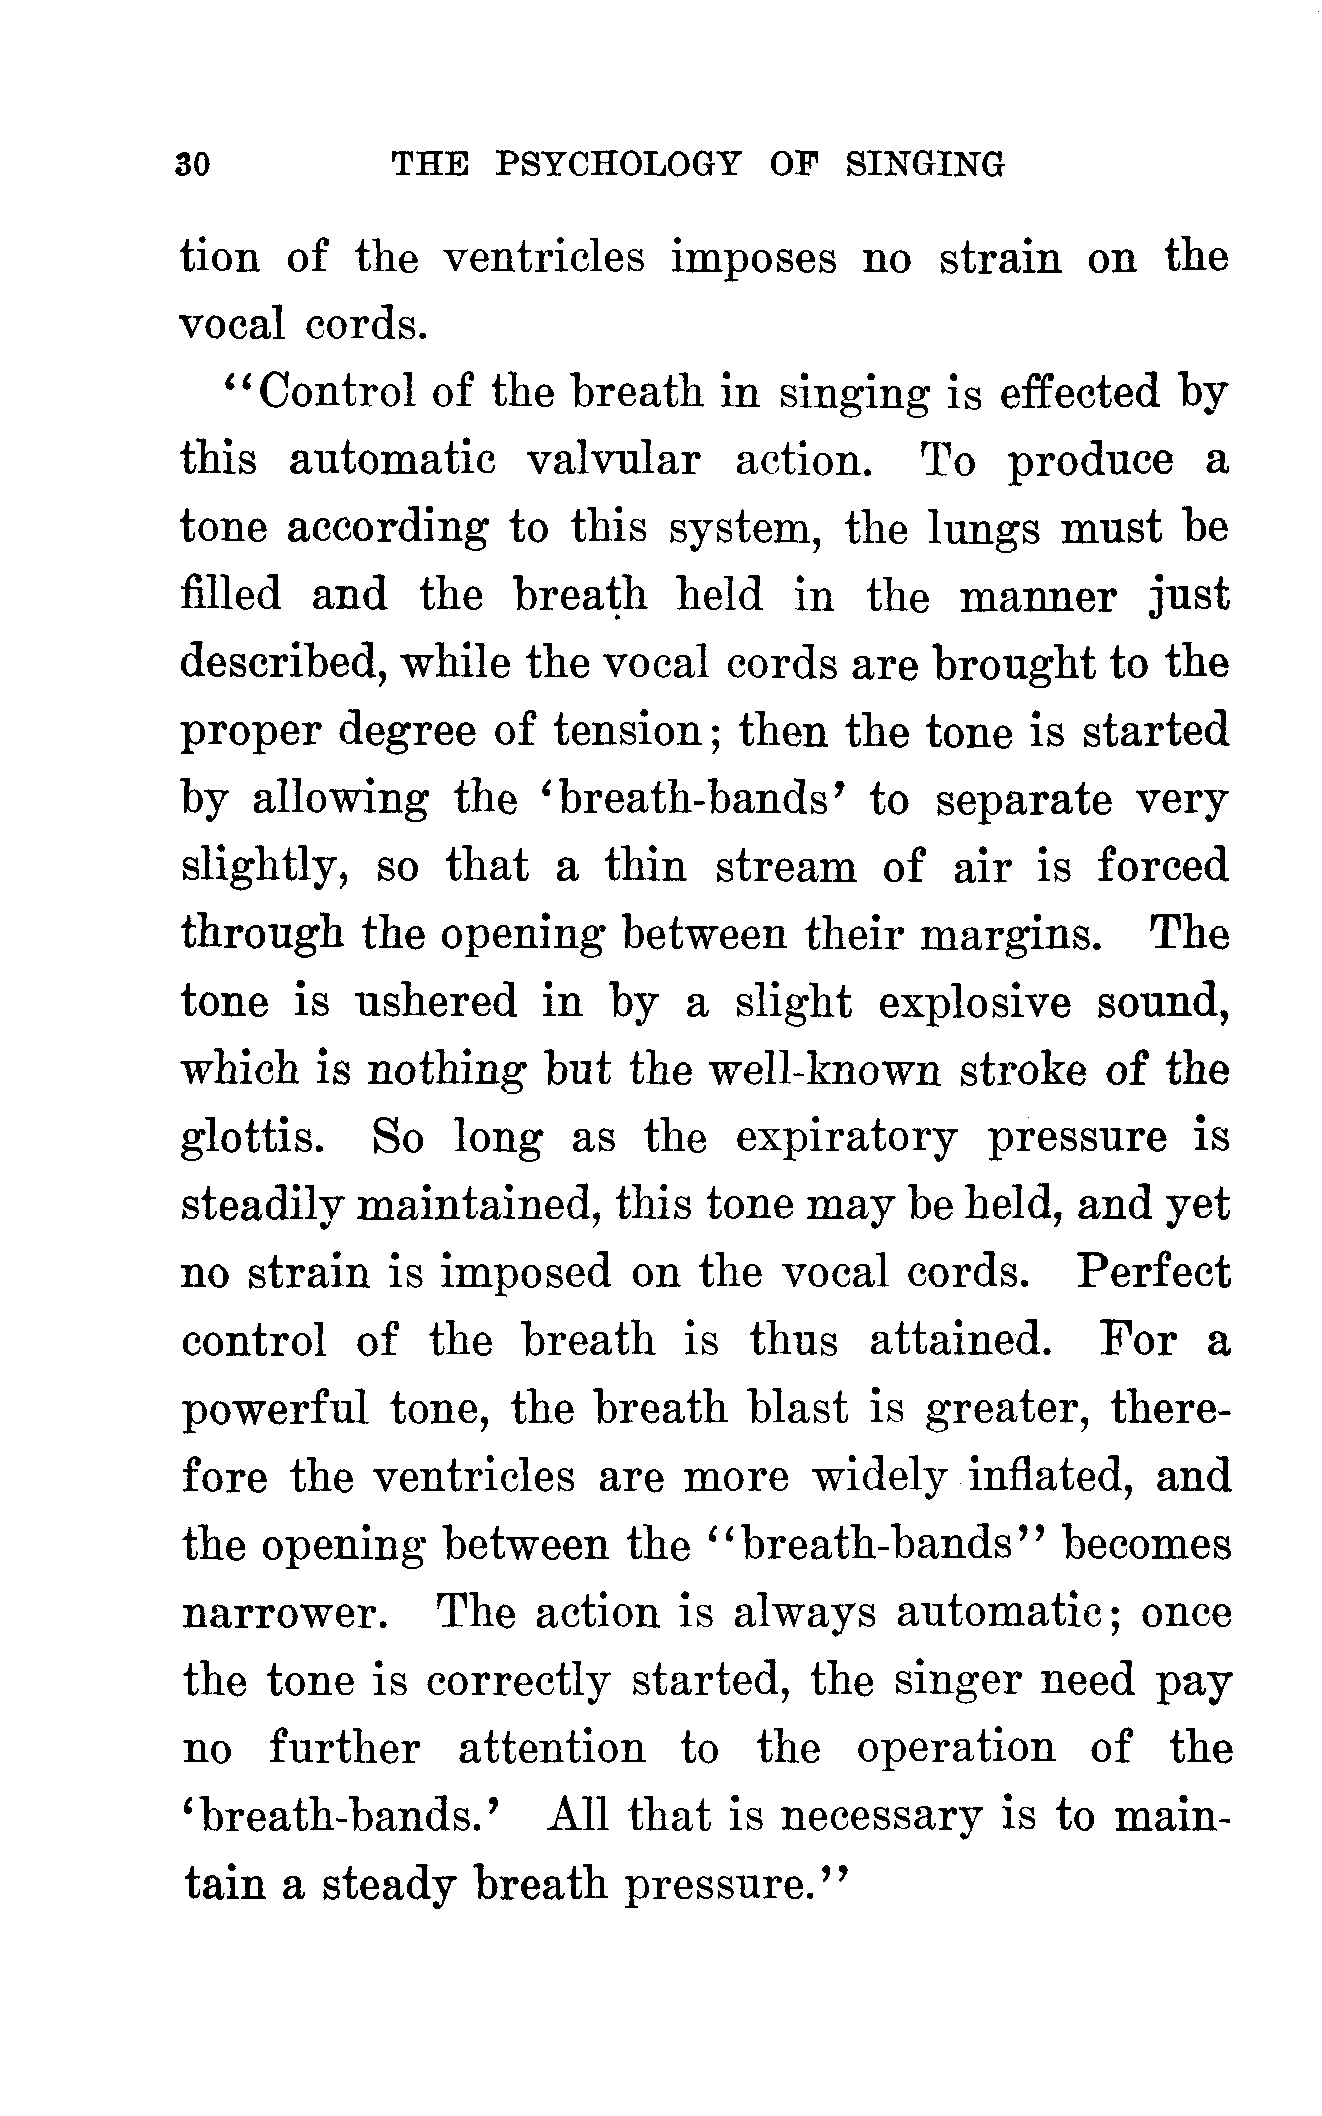 30 THE PSYCHOLOGY OF SINGING
tion of the ventricles imposes no strain on the
vocal cords.
"Control of the breath in singing is effected by
this automatic valvular action. To produce a
tone according to this system, the lungs must be
filled and the breath held in the manner just
described, while the vocal cords are brought to the
proper degree of tension; then the tone is started
by allowing the 'breath-bands' to separate very
slightly, so that a thin stream of air is forced
through the opening between their margins. The
tone is ushered in by a slight explosive sound,
which is nothing but the well-known stroke of the
glottis. So long as the expiratory pressure is
steadily maintained, this tone may be held, and yet
no strain is imposed on the vocal cords. Perfect
control of the breath is thus attained. For a
powerful tone, the breath blast is greater, there-
fore the ventricles are more widely inflated, and
the opening between the "breath-bands" becomes
narrower. The action is always automatic; once
the tone is correctly started, the singer need pay
no further attention to the operation of the
'breath-bands.' All that is necessary is to main-
tain a steady breath pressure."